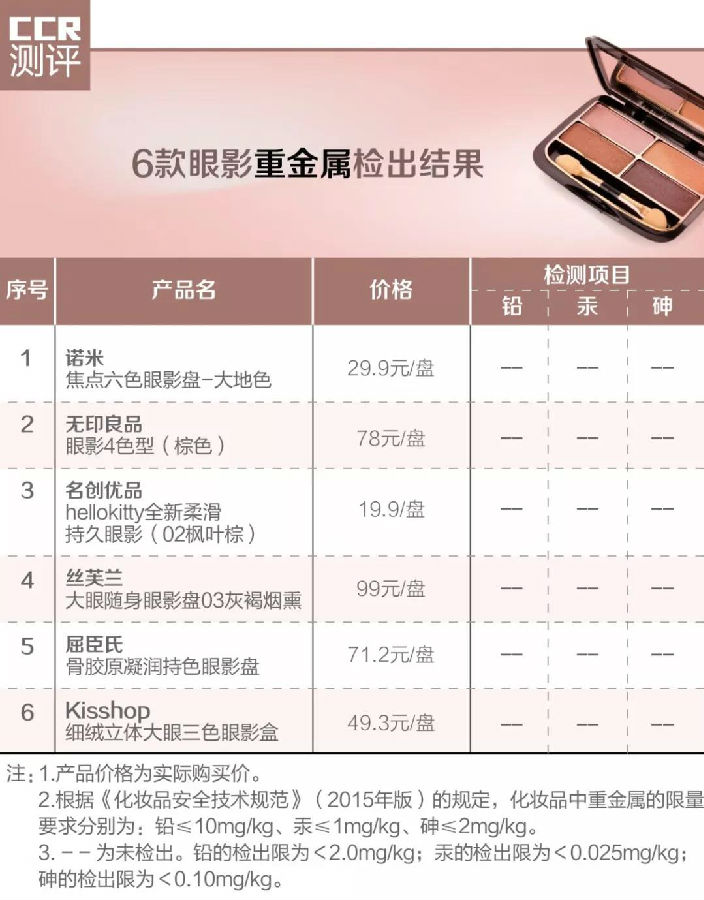 CCR
测评
6款眼影重金属检出结果
序号 产品名 价格 检测项目
铅 汞 砷
1 诺米
焦点六色眼影盘-大地色 29.9元/盘 -- -- --
2 无印良品
眼影4色型（棕色） 78元/盘 -- -- --
3 名创优品
hellokitty全新柔滑
持久眼影（02枫叶棕） 19.9/盘 -- -- --
4 丝芙兰
大眼随身眼影盘03灰褐烟熏 99元/盘 -- -- --
5 屈臣氏
骨胶原凝润持色眼影盘 71.2元/盘 -- -- --
6 Kisshop
细绒立体大眼三色眼影盒 49.3元/盘 -- -- --
注：1.产品价格为实际购买价。
2.根据《化妆品安全技术规范》（2015年版）的规定，化妆品中重金属的限量
要求分别为：铅≤10mg/kg、汞≤1mg/kg、砷≤2mg/kg。
3.－－为未检出。铅的检出限为＜2.0mg/kg；汞的检出限为＜0.025mg/kg；
砷的检出限为＜0.10mg/kg。